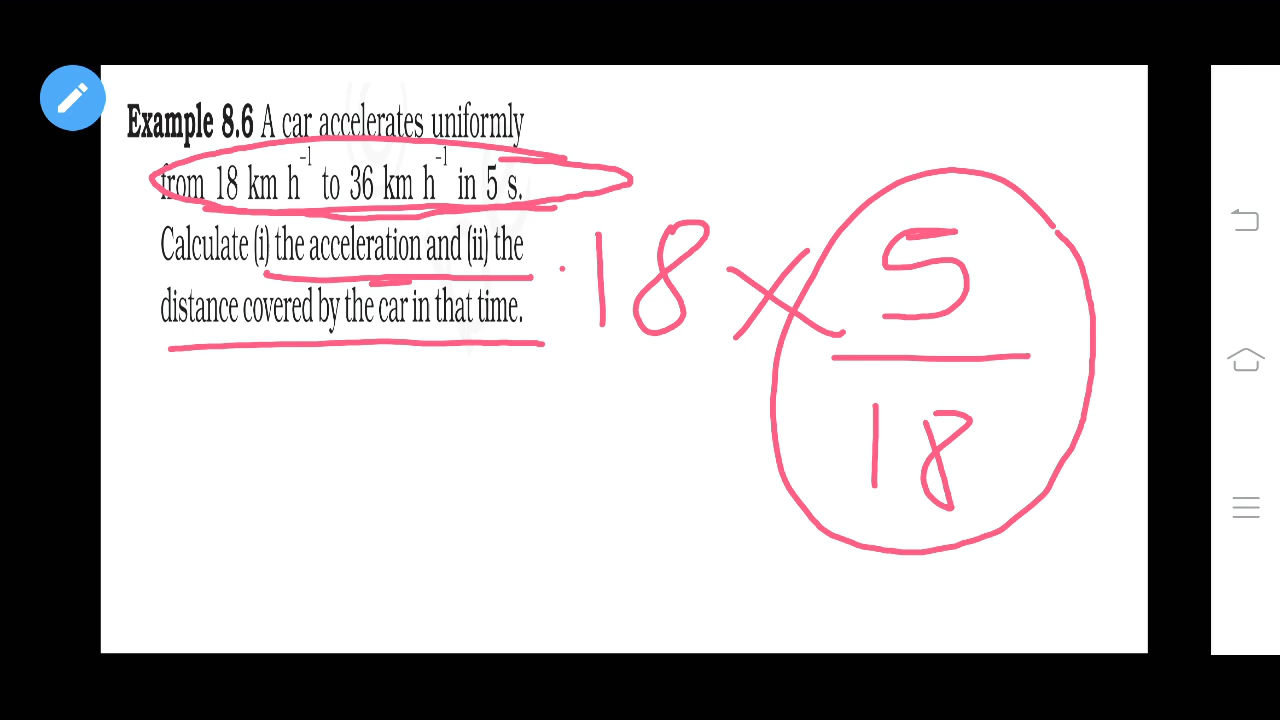 Example 8.6 A car accelerates uniformly
from 18 km h⁻¹ to 36 km h⁻¹ in 5 s.
Calculate (i) the acceleration and (ii) the
distance covered by the car in that time.
18 × 5
18